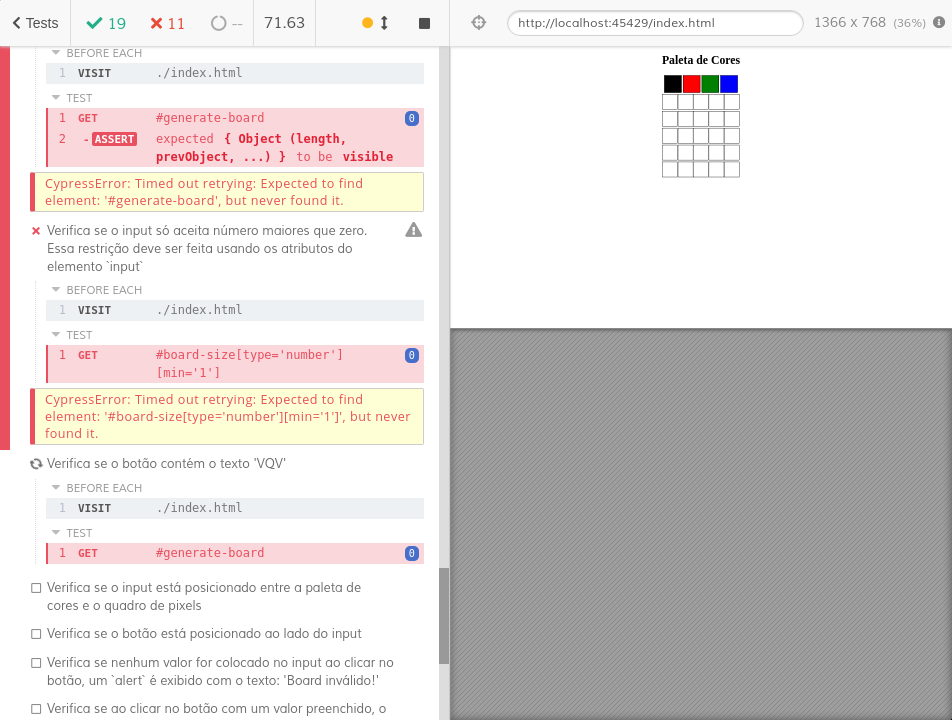 Tests
19
11
--
71.63
http://localhost:45429/index.html
1366 x 768 (36%)
BEFORE EACH
1 VISIT ./index.html
TEST
1 GET #generate-board 0
2 -ASSERT expected { Object (length,
prevObject, ...) } to be visible
CypressError: Timed out retrying: Expected to find
element: '#generate-board', but never found it.
Verifica se o input só aceita número maiores que zero.
Essa restrição deve ser feita usando os atributos do
elemento `input`
BEFORE EACH
1 VISIT ./index.html
TEST
1 GET #board-size[type='number']
[min='1'] 0
CypressError: Timed out retrying: Expected to find
element: '#board-size[type='number'][min='1']', but never
found it.
Verifica se o botão contém o texto 'VQV'
BEFORE EACH
1 VISIT ./index.html
TEST
1 GET #generate-board 0
Verifica se o input está posicionado entre a paleta de
cores e o quadro de pixels
Verifica se o botão está posicionado ao lado do input
Verifica se nenhum valor for colocado no input ao clicar no
botão, um `alert` é exibido com o texto: 'Board inválido!'
Verifica se ao clicar no botão com um valor preenchido, o
Paleta de Cores